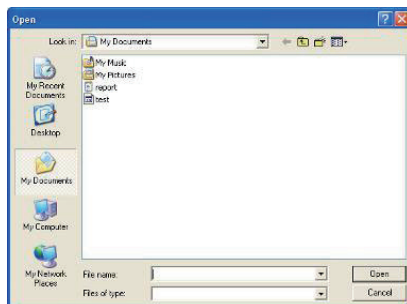 Open
Look in: My Documents
My Recent
Documents
Desktop
My Documents
My Computer
My Network
Places
My Music
My Pictures
report
test
File name:
Open
Files of type:
Cancel